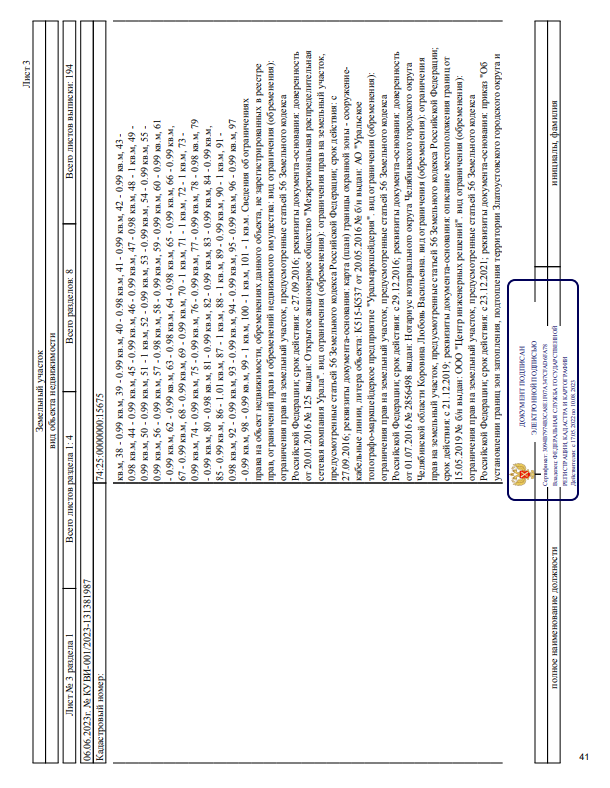 Лист 3
Земельный участок
вид объекта недвижимости
Лист № 3 раздела 1
Всего листов раздела 1: 4
Всего разделов: 8
Всего листов выписки: 194
06.06.2023г. № КУВИ-001/2023-131381987
Кадастровый номер:
74:25:0000000:15675
кв.м, 38 - 0.99 кв.м, 39 - 0.99 кв.м, 40 - 0.98 кв.м, 41 - 0.99 кв.м, 42 - 0.99 кв.м, 43 -
0.98 кв.м, 44 - 0.99 кв.м, 45 - 0.99 кв.м, 46 - 0.99 кв.м, 47 - 0.98 кв.м, 48 - 1 кв.м, 49 -
0.99 кв.м, 50 - 0.99 кв.м, 51 - 1 кв.м, 52 - 0.99 кв.м, 53 - 0.99 кв.м, 54 - 0.99 кв.м, 55 -
0.99 кв.м, 56 - 0.99 кв.м, 57 - 0.98 кв.м, 58 - 0.99 кв.м, 59 - 0.99 кв.м, 60 - 0.99 кв.м, 61
- 0.99 кв.м, 62 - 0.99 кв.м, 63 - 0.98 кв.м, 64 - 0.98 кв.м, 65 - 0.99 кв.м, 66 - 0.99 кв.м,
67 - 0.99 кв.м, 68 - 0.99 кв.м, 69 - 0.99 кв.м, 70 - 1 кв.м, 71 - 1 кв.м, 72 - 1 кв.м, 73 -
0.99 кв.м, 74 - 0.99 кв.м, 75 - 0.99 кв.м, 76 - 0.99 кв.м, 77 - 0.99 кв.м, 78 - 0.98 кв.м, 79
- 0.99 кв.м, 80 - 0.98 кв.м, 81 - 0.99 кв.м, 82 - 0.99 кв.м, 83 - 0.99 кв.м, 84 - 0.99 кв.м,
85 - 0.99 кв.м, 86 - 1.01 кв.м, 87 - 1 кв.м, 88 - 1 кв.м, 89 - 0.99 кв.м, 90 - 1 кв.м, 91 -
0.98 кв.м, 92 - 0.99 кв.м, 93 - 0.99 кв.м, 94 - 0.99 кв.м, 95 - 0.99 кв.м, 96 - 0.99 кв.м, 97
- 0.99 кв.м, 98 - 0.99 кв.м, 99 - 1 кв.м, 100 - 1 кв.м, 101 - 1 кв.м. Сведения об ограничениях
права на объект недвижимости, обременениях данного объекта, не зарегистрированных в реестре
прав, ограничений прав и обременений недвижимого имущества: вид ограничения (обременения):
ограничения прав на земельный участок, предусмотренные статьей 56 Земельного кодекса
Российской Федерации; срок действия: с 27.09.2016; реквизиты документа-основания: доверенность
от 20.01.2016 № 125 выдан: Открытое акционерное общество "Межрегиональная распределительная
сетевая компания Урала". вид ограничения (обременения): ограничения прав на земельный участок,
предусмотренные статьей 56 Земельного кодекса Российской Федерации; срок действия: с
27.09.2016; реквизиты документа-основания: карта (план) границы охранной зоны - сооружение-
кабельные линии, литера объекта: К515-К537 от 20.05.2016 № б/н выдан: АО "Уральское
топографо-маркшейдерское предприятие "Уралмаркшейдерия". вид ограничения (обременения):
ограничения прав на земельный участок, предусмотренные статьей 56 Земельного кодекса
Российской Федерации; срок действия: с 29.12.2016; реквизиты документа-основания: доверенность
от 01.07.2016 № 2856498 выдан: Нотариус нотариального округа Челябинского городского округа
Челябинской области Коровина Любовь Васильевна. вид ограничения (обременения): ограничения
прав на земельный участок, предусмотренные статьей 56 Земельного кодекса Российской Федерации;
срок действия: с 21.12.2019; реквизиты документа-основания: описание местоположения границ от
15.05.2019 № б/н выдан: ООО "Центр инженерных решений". вид ограничения (обременения):
ограничения прав на земельный участок, предусмотренные статьей 56 Земельного кодекса
Российской Федерации; срок действия: с 23.12.2021; реквизиты документа-основания: приказ "Об
установлении границ зон затопления, подтопления территории Златоустовского городского округа и
ДОКУМЕНТ ПОДПИСАН
ЭЛЕКТРОННОЙ ПОДПИСЬЮ
Владелец: ФЕДЕРАЛЬНАЯ СЛУЖБА ГОСУДАРСТВЕННОЙ
РЕГИСТРАЦИИ, КАДАСТРА И КАРТОГРАФИИ
Действителен: с 17.05.2022 по 10.08.2023
полное наименование должности
инициалы, фамилия
41